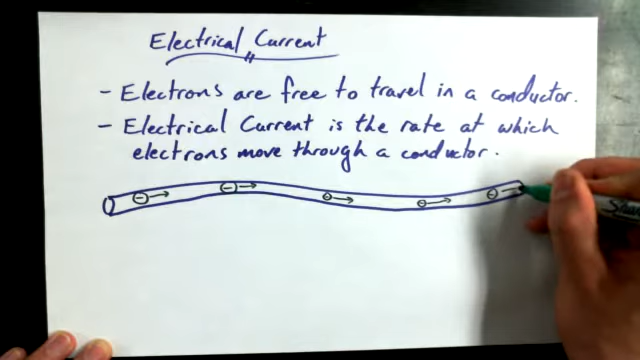 Electrical Current
- Electrons are free to travel in a conductor.
- Electrical Current is the rate at which
electrons move through a conductor.